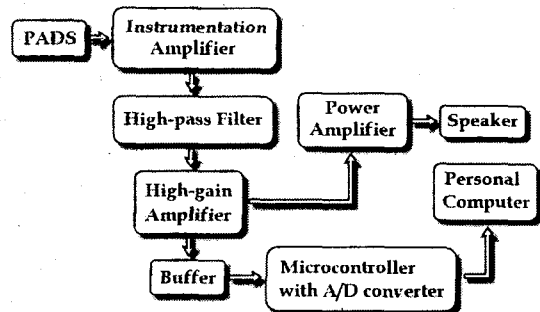 PADS
Instrumentation
Amplifier
High-pass Filter
Power
Amplifier
Speaker
High-gain
Amplifier
Personal
Computer
Buffer
Microcontroller
with A/D converter